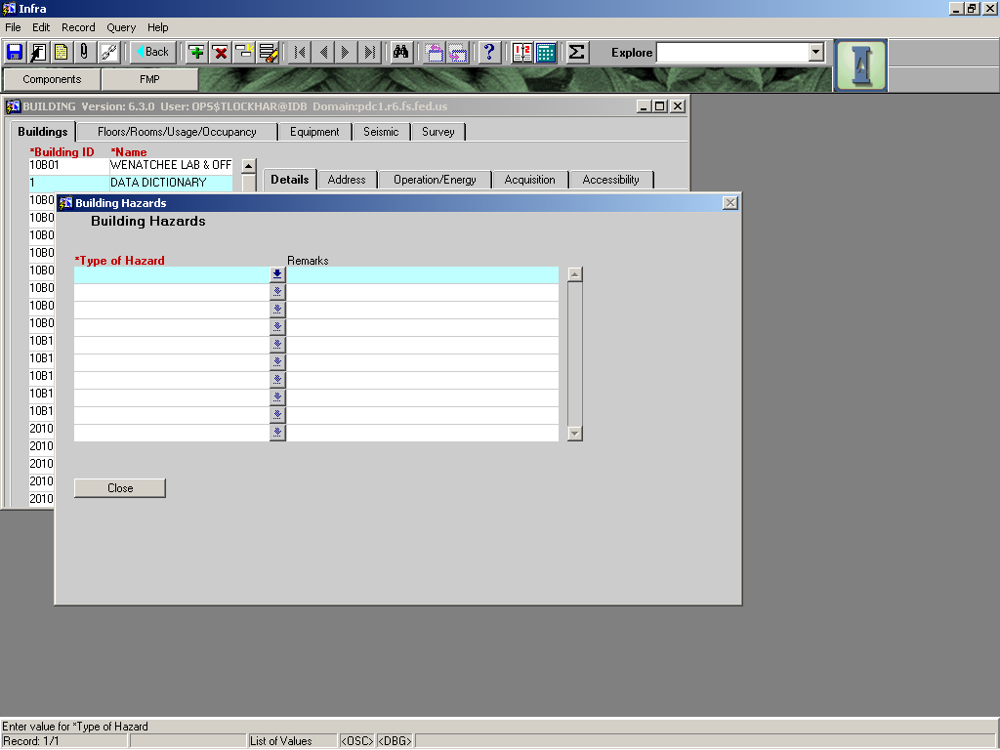 Infra
File Edit Record Query Help
Back Explore
Components FMP
BUILDING Version: 6.3.0 User: OPS$TLOCKHAR@IDB Domain:pdc1.r6.fs.fed.us
Buildings Floors/Rooms/Usage/Occupancy Equipment Seismic Survey
*Building ID *Name
10B01 WENATCHEE LAB & OFF
1 DATA DICTIONARY
Details Address Operation/Energy Acquisition Accessibility
10B0
Building Hazards
10B0
Building Hazards
10B0
10B0
*Type of Hazard Remarks
10B0
10B0
10B0
10B0
10B1
10B1
10B1
10B1
10B1
2010
2010
2010
2010
Close
2010
Enter value for *Type of Hazard
Record: 1/1 List of Values <OSC> <DBG>